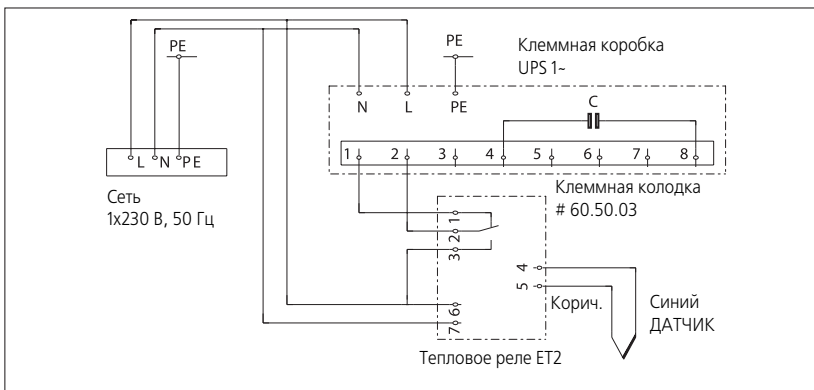 PE
PE
Клеммная коробка
UPS 1~
N L PE
C
L N PE
1 2 3 4 5 6 7 8
Сеть
1x230 В, 50 Гц
Клеммная колодка
# 60.50.03
1
2
3
4
5
6
7
Корич.
Синий
ДАТЧИК
Тепловое реле ET2